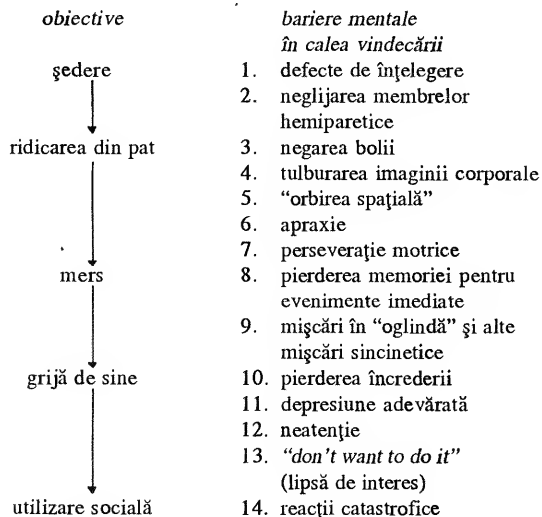 obiective
şedere
ridicarea din pat
mers
grijă de sine
utilizare socială
bariere mentale
în calea vindecării
1. defecte de înţelegere
2. neglijarea membrelor
hemiparetice
3. negarea bolii
4. tulburarea imaginii corporale
5. “orbirea spaţială”
6. apraxie
7. perseveraţie motrice
8. pierderea memoriei pentru
evenimente imediate
9. mişcări în “oglindă” şi alte
mişcări sincinetice
10. pierderea încrederii
11. depresiune adevărată
12. neatenţie
13. “don't want to do it”
(lipsă de interes)
14. reacţii catastrofice